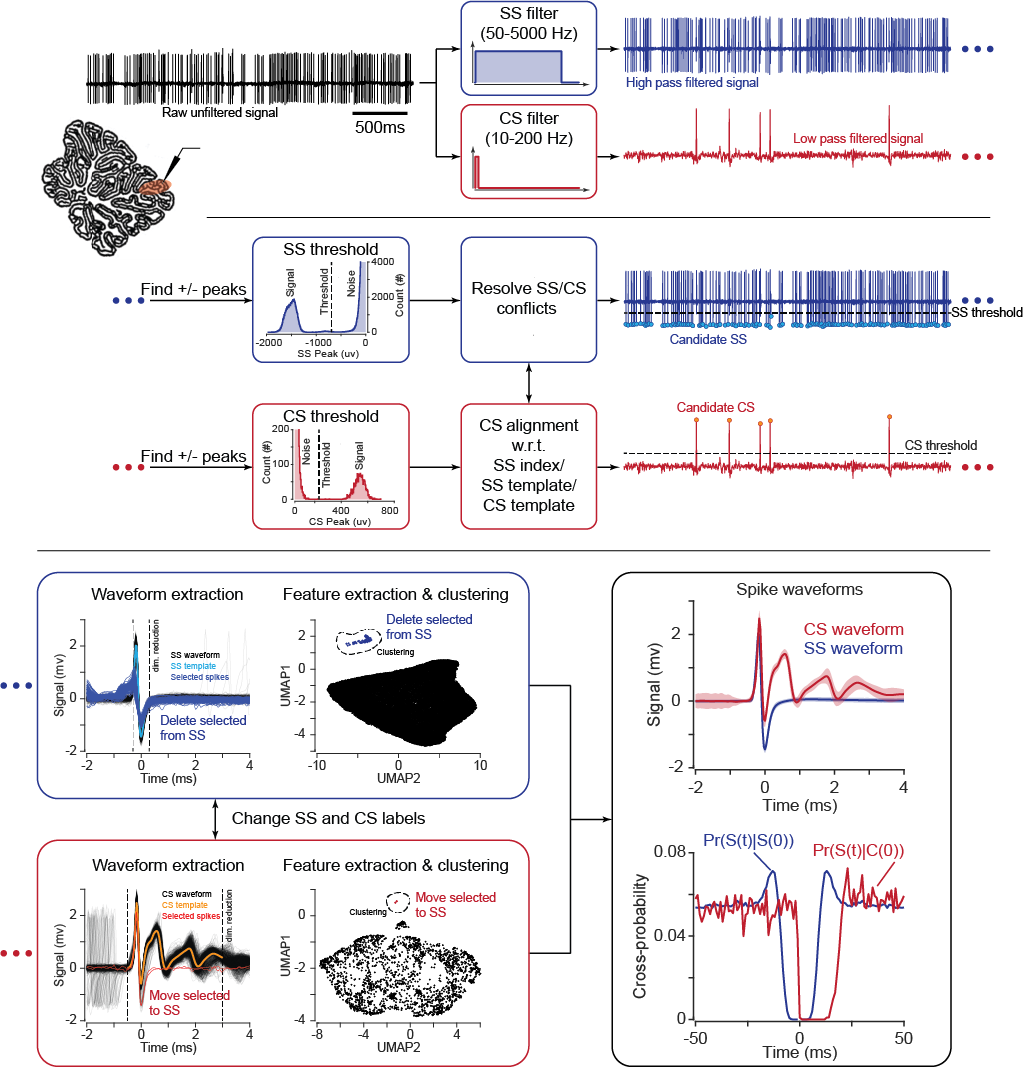 SS filter
(50-5000 Hz)
High pass filtered signal
Raw unfiltered signal
500ms
CS filter
(10-200 Hz)
Low pass filtered signal
Find +/- peaks
SS threshold
Signal
Threshold
Noise
4000
2000
0
Count (#)
-2000
-1000
0
SS Peak (uv)
Resolve SS/CS
conflicts
SS threshold
Candidate SS
Find +/- peaks
CS threshold
200
100
0
Count (#)
Noise
Threshold
Signal
0
400
800
CS Peak (uv)
CS alignment
w.r.t.
SS index/
SS template/
CS template
Candidate CS
CS threshold
Waveform extraction
2
0
-2
Signal (mv)
dim. reduction
SS waveform
SS template
Selected spikes
Delete selected
from SS
-2
0
2
4
Time (ms)
Feature extraction & clustering
2
0
-2
-4
UMAP1
Delete selected
from SS
Clustering
-10
0
10
UMAP2
Change SS and CS labels
Waveform extraction
2
0
-2
Signal (mv)
CS waveform
CS template
Selected spikes
dim. reduction
Move selected
to SS
-2
0
2
4
Time (ms)
Feature extraction & clustering
0
-2
-4
UMAP1
Clustering
Move selected
to SS
-8
-4
0
4
UMAP2
Spike waveforms
2
0
-2
Signal (mv)
CS waveform
SS waveform
-2
0
2
4
Time (ms)
Pr(S(t)|S(0))
Pr(S(t)|C(0))
0.08
0.04
0
Cross-probability
-50
0
50
Time (ms)